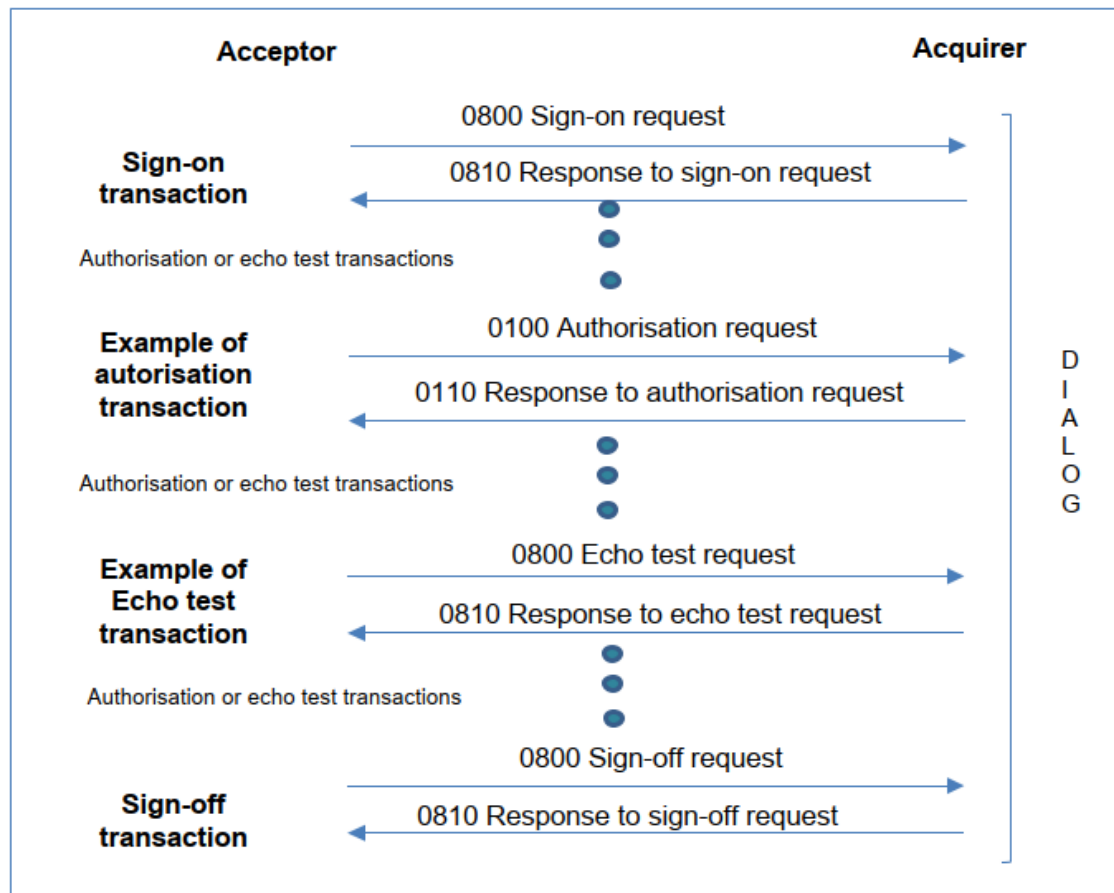 Acceptor
Acquirer
0800 Sign-on request
Sign-on
transaction
0810 Response to sign-on request
Authorisation or echo test transactions
0100 Authorisation request
Example of
autorisation
transaction
0110 Response to authorisation request
D
I
A
L
O
G
Authorisation or echo test transactions
0800 Echo test request
Example of
Echo test
transaction
0810 Response to echo test request
Authorisation or echo test transactions
0800 Sign-off request
Sign-off
transaction
0810 Response to sign-off request